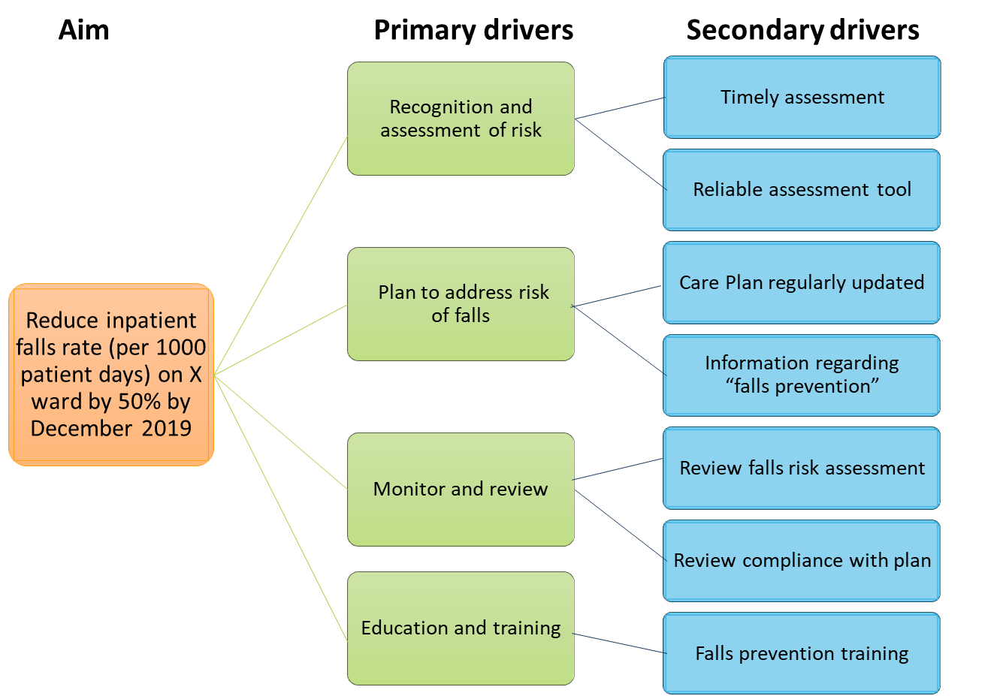 Aim
Primary drivers
Secondary drivers
Reduce inpatient
falls rate (per 1000
patient days) on X
ward by 50% by
December 2019
Recognition and
assessment of risk
Plan to address risk
of falls
Monitor and review
Education and training
Timely assessment
Reliable assessment tool
Care Plan regularly updated
Information regarding
“falls prevention”
Review falls risk assessment
Review compliance with plan
Falls prevention training